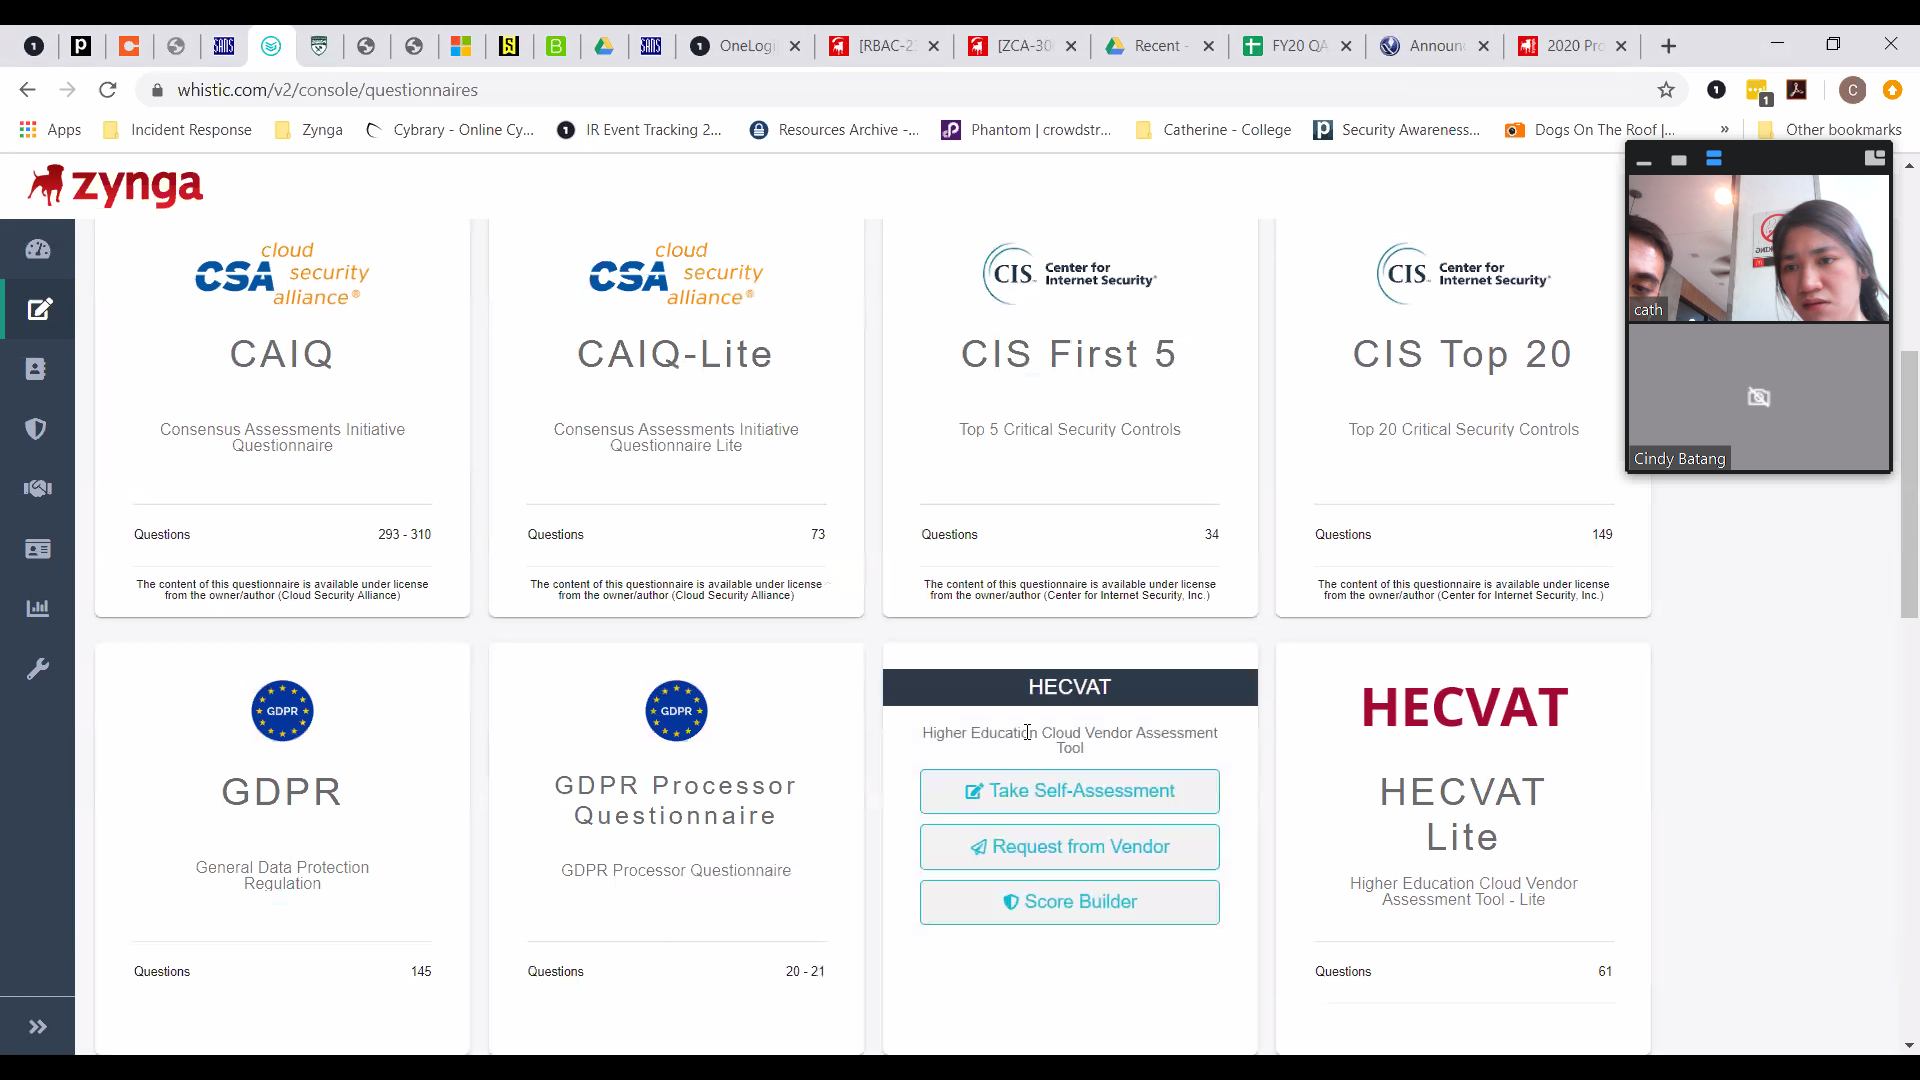 OneLogi
[RBAC-2
[ZCA-30
Recent -
FY20 QA
Announ
2020 Pro
whistic.com/v2/console/questionnaires
1
C
Apps
Incident Response
Zynga
Cybrary - Online Cy...
IR Event Tracking 2...
Resources Archive -...
Phantom | crowdstr...
Catherine - College
Security Awareness...
Dogs On The Roof |...
»
Other bookmarks
zynga
cath
Cindy Batang
CSA cloud security alliance®
CAIQ
Consensus Assessments Initiative
Questionnaire
Questions 293 - 310
The content of this questionnaire is available under license
from the owner/author (Cloud Security Alliance)
CSA cloud security alliance®
CAIQ-Lite
Consensus Assessments Initiative
Questionnaire Lite
Questions 73
The content of this questionnaire is available under license
from the owner/author (Cloud Security Alliance)
CIS. Center for
Internet Security®
CIS First 5
Top 5 Critical Security Controls
Questions 34
The content of this questionnaire is available under license
from the owner/author (Center for Internet Security, Inc.)
CIS. Center for
Internet Security®
CIS Top 20
Top 20 Critical Security Controls
Questions 149
The content of this questionnaire is available under license
from the owner/author (Center for Internet Security, Inc.)
GDPR
GDPR
General Data Protection
Regulation
Questions 145
GDPR
GDPR Processor
Questionnaire
GDPR Processor Questionnaire
Questions 20 - 21
HECVAT
Higher Education Cloud Vendor Assessment
Tool
Take Self-Assessment
Request from Vendor
Score Builder
HECVAT
HECVAT
Lite
Higher Education Cloud Vendor
Assessment Tool - Lite
Questions 61